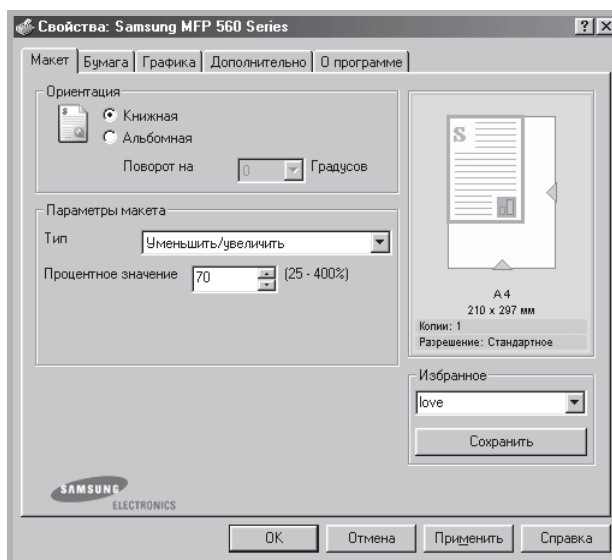 Свойства: Samsung MFP 560 Series
Макет Бумага Графика Дополнительно О программе
Ориентация
Книжная
Альбомная
Поворот на 0 Градусов
Параметры макета
Тип Уменьшить/увеличить
Процентное значение 70 (25 - 400%)
S
A4
210 x 297 мм
Копии: 1
Разрешение: Стандартное
Избранное
love
Сохранить
SAMSUNG
ELECTRONICS
OK Отмена Применить Справка